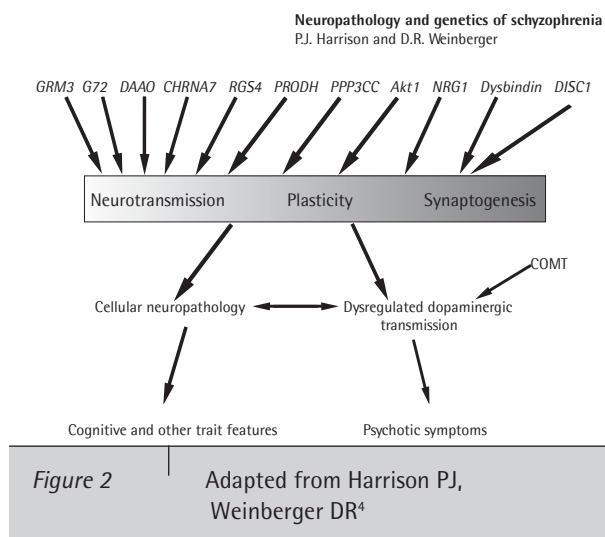 Neuropathology and genetics of schyzophrenia
P.J. Harrison and D.R. Weinberger
GRM3 G72 DAAO CHRNA7 RGS4 PRODH PPP3CC Akt1 NRG1 Dysbindin DISC1
Neurotransmission Plasticity Synaptogenesis
COMT
Cellular neuropathology Dysregulated dopaminergic
transmission
Cognitive and other trait features Psychotic symptoms
Figure 2 Adapted from Harrison PJ,
Weinberger DR⁴